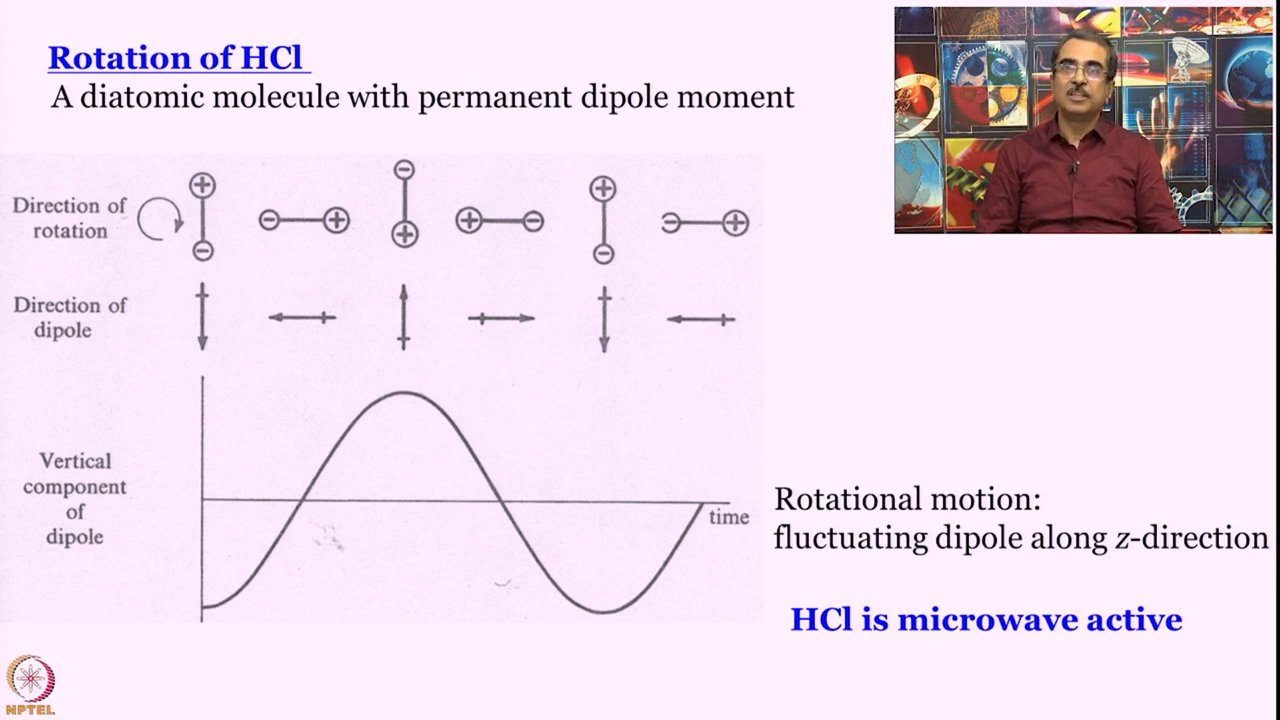 Rotation of HCl
A diatomic molecule with permanent dipole moment
Direction of
rotation
Direction of
dipole
Vertical
component
of
dipole
time
Rotational motion:
fluctuating dipole along z-direction
HCl is microwave active
NPTEL